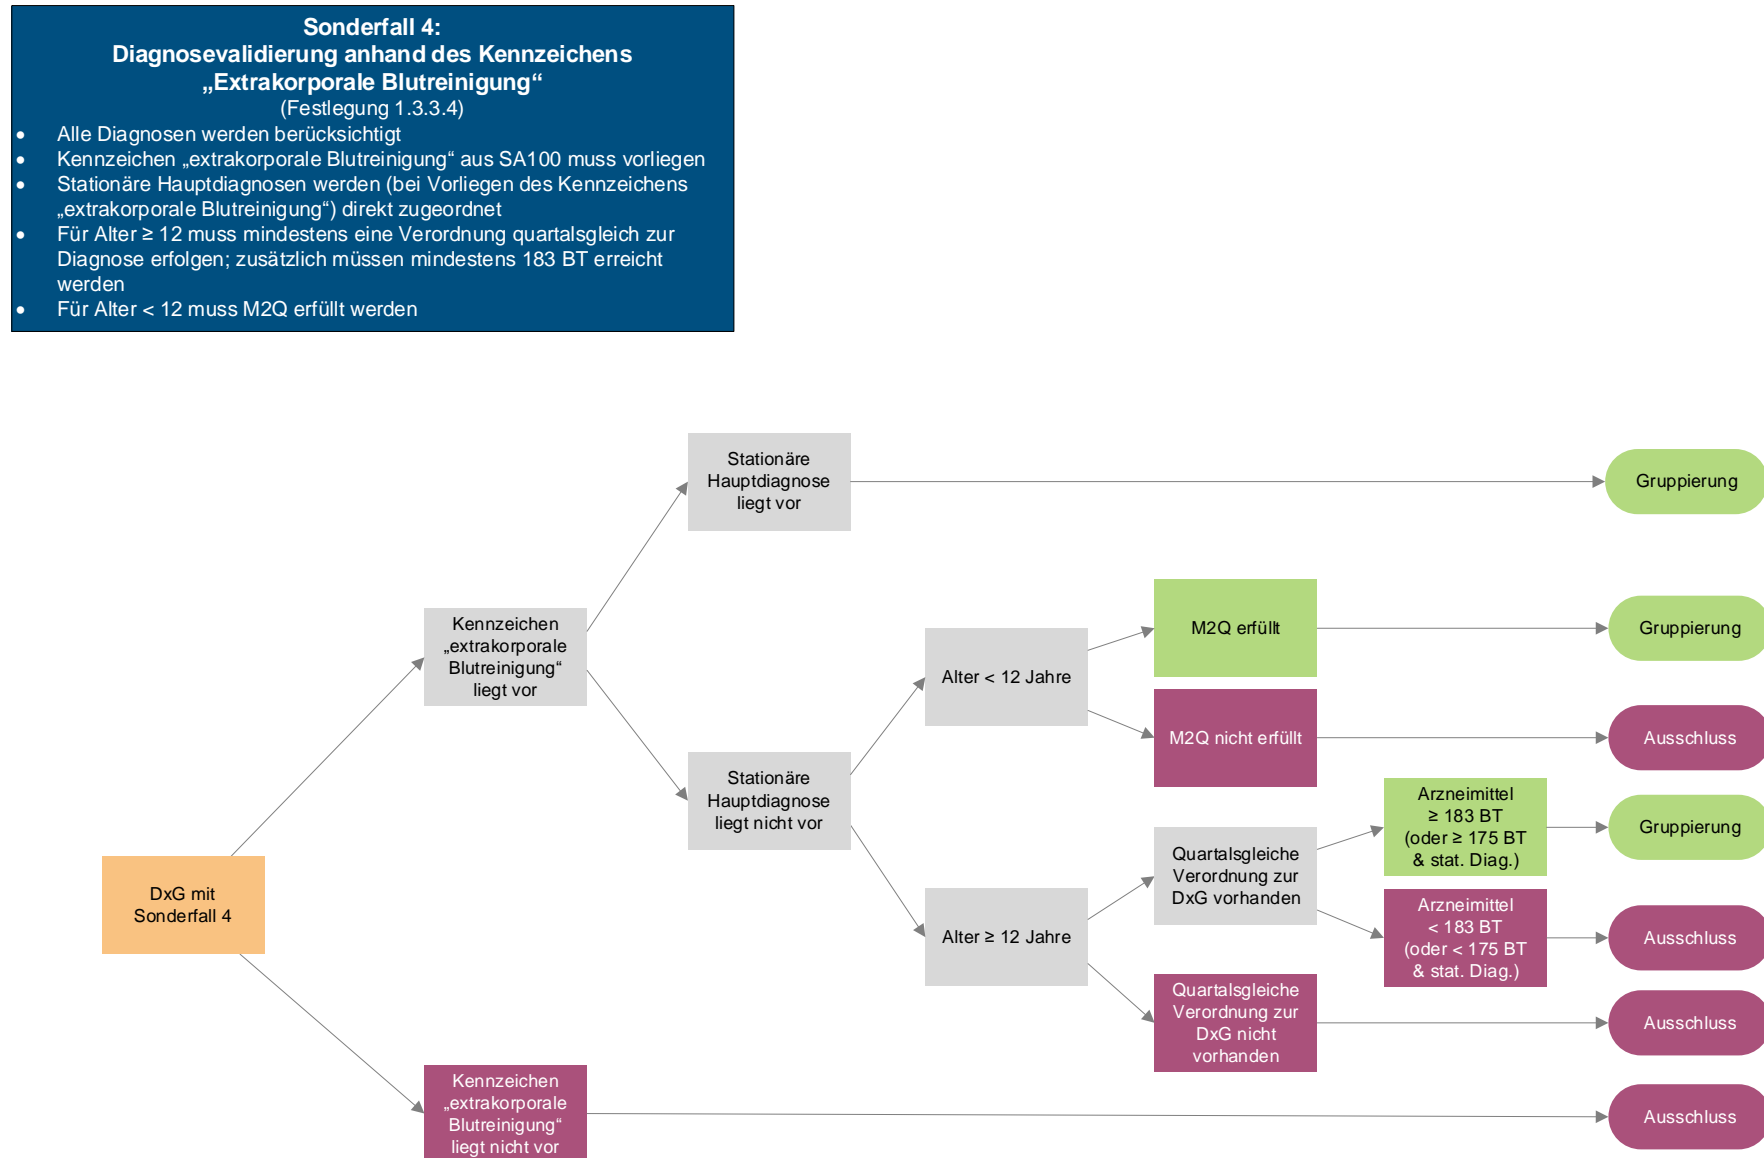 Sonderfall 4:
Diagnosevalidierung anhand des Kennzeichens
„Extrakorporale Blutreinigung“
(Festlegung 1.3.3.4)
• Alle Diagnosen werden berücksichtigt
• Kennzeichen „extrakorporale Blutreinigung“ aus SA100 muss vorliegen
• Stationäre Hauptdiagnosen werden (bei Vorliegen des Kennzeichens
„extrakorporale Blutreinigung“) direkt zugeordnet
• Für Alter ≥ 12 muss mindestens eine Verordnung quartalsgleich zur
Diagnose erfolgen; zusätzlich müssen mindestens 183 BT erreicht
werden
• Für Alter < 12 muss M2Q erfüllt werden
Stationäre
Hauptdiagnose
liegt vor
Gruppierung
Kennzeichen
„extrakorporale
Blutreinigung“
liegt vor
M2Q erfüllt
Gruppierung
Alter < 12 Jahre
M2Q nicht erfüllt
Ausschluss
Stationäre
Hauptdiagnose
liegt nicht vor
Arzneimittel
≥ 183 BT
(oder ≥ 175 BT
& stat. Diag.)
Gruppierung
Quartalsgleiche
Verordnung zur
DxG vorhanden
DxG mit
Sonderfall 4
Alter ≥ 12 Jahre
Arzneimittel
< 183 BT
(oder < 175 BT
& stat. Diag.)
Ausschluss
Quartalsgleiche
Verordnung zur
DxG nicht
vorhanden
Ausschluss
Kennzeichen
„extrakorporale
Blutreinigung“
liegt nicht vor
Ausschluss